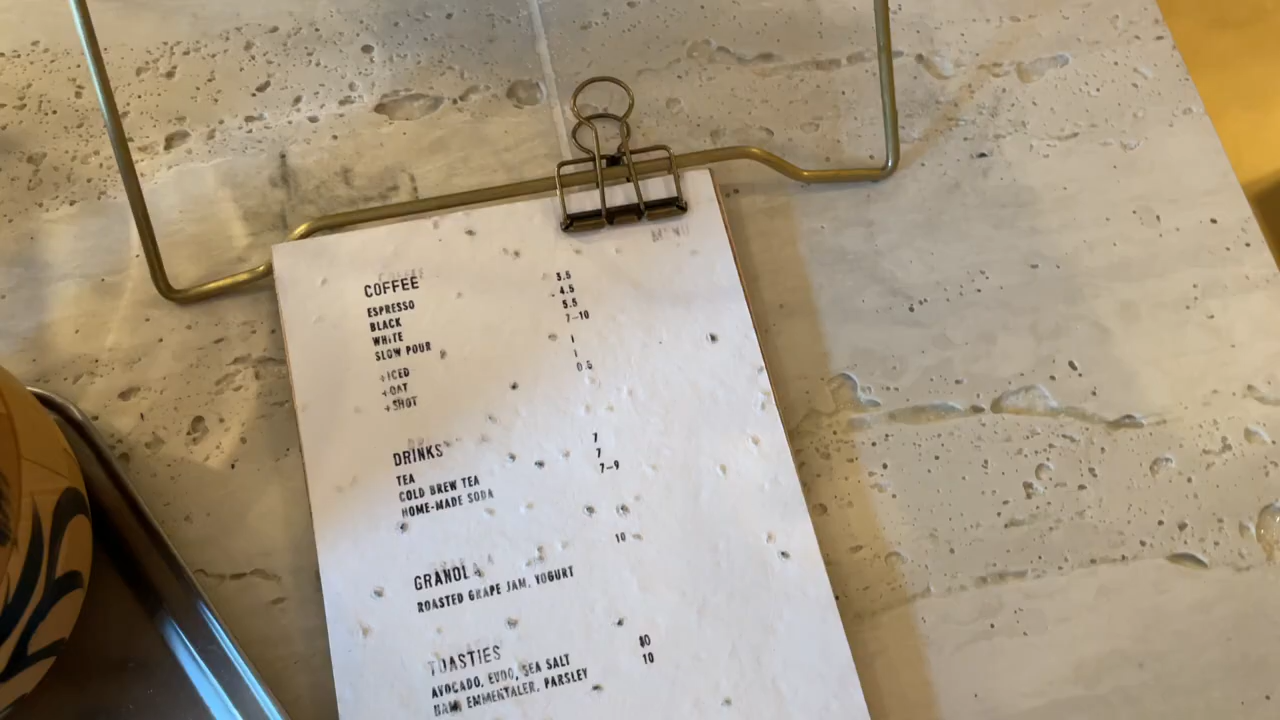 MENU
COFFEE
ESPRESSO 3.5
BLACK 4.5
WHITE 5.5
SLOW POUR 7-10
+ICED 1
+OAT 1
+SHOT 0.5
DRINKS
TEA 7
COLD BREW TEA 7
HOME-MADE SODA 7-9
GRANOLA
ROASTED GRAPE JAM, YOGURT 10
TOASTIES
AVOCADO, EVOO, SEA SALT $0
HAM, EMMENTALER, PARSLEY 10